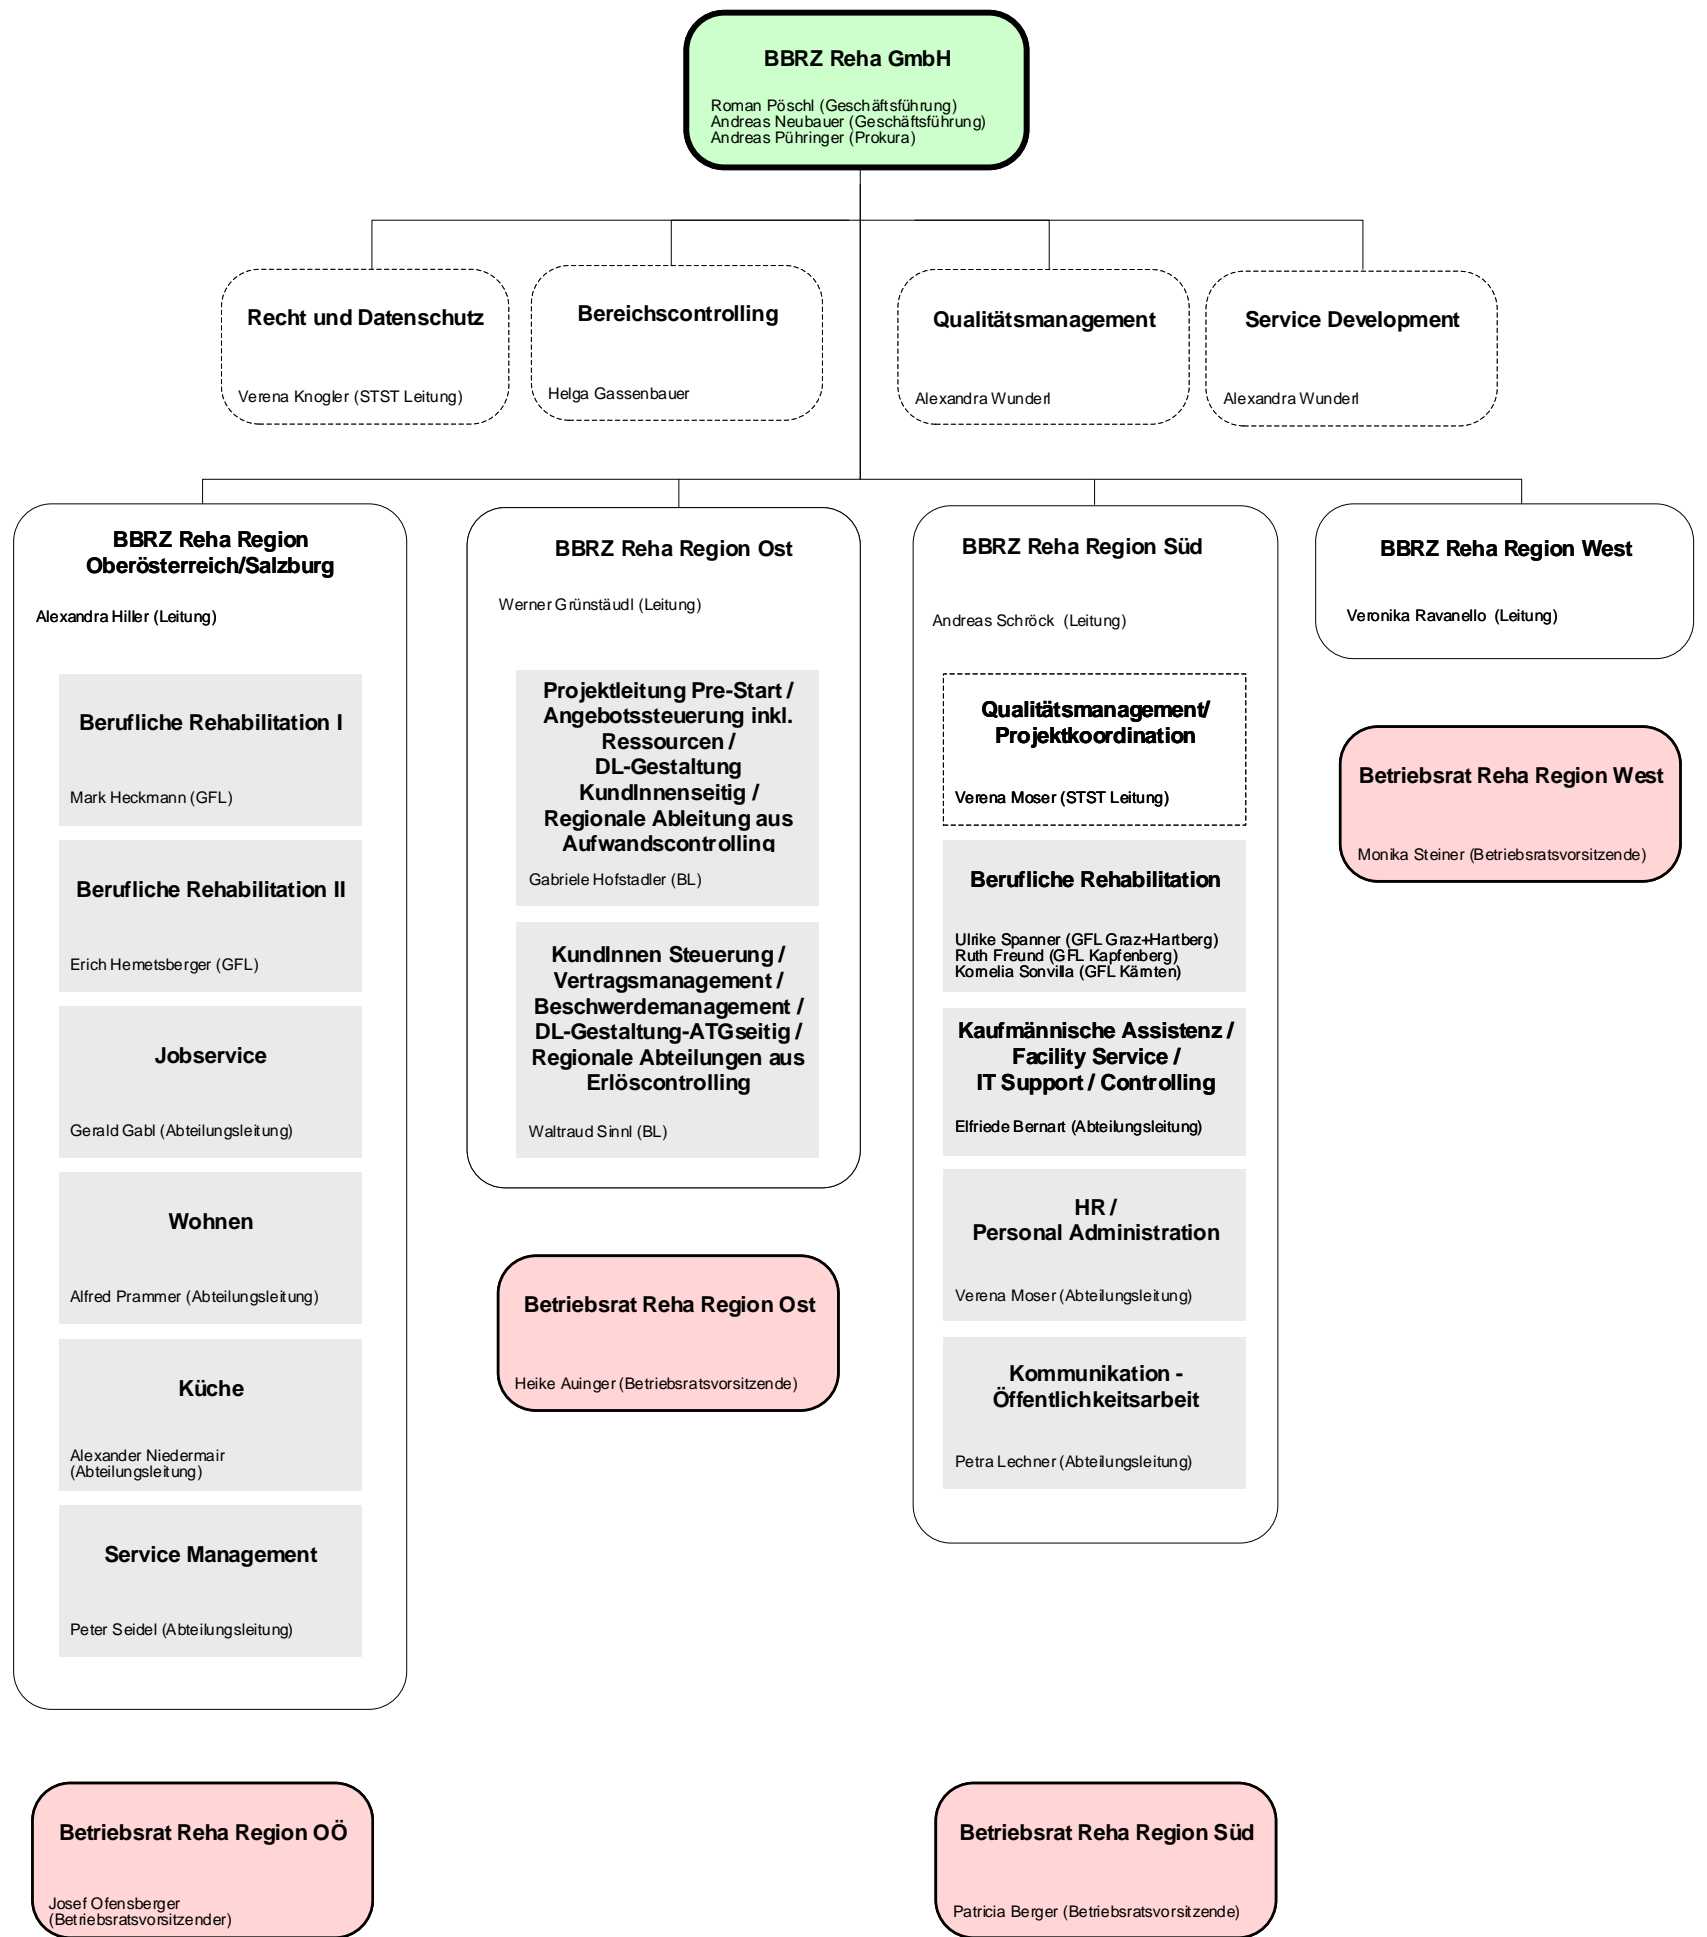 BBRZ Reha GmbH
Roman Pöschl (Geschäftsführung)
Andreas Neubauer (Geschäftsführung)
Andreas Pühringer (Prokura)
Recht und Datenschutz
Verena Knogler (STST Leitung)
Bereichscontrolling
Helga Gassenbauer
Qualitätsmanagement
Alexandra Wunderl
Service Development
Alexandra Wunderl
BBRZ Reha Region
Oberösterreich/Salzburg
Alexandra Hiller (Leitung)
Berufliche Rehabilitation I
Mark Heckmann (GFL)
Berufliche Rehabilitation II
Erich Hemetsberger (GFL)
Jobservice
Gerald Gabl (Abteilungsleitung)
Wohnen
Alfred Prammer (Abteilungsleitung)
Küche
Alexander Niedermair
(Abteilungsleitung)
Service Management
Peter Seidel (Abteilungsleitung)
Betriebsrat Reha Region OÖ
Josef Ofensberger
(Betriebsratsvorsitzender)
BBRZ Reha Region Ost
Werner Grünstäudl (Leitung)
Projektleitung Pre-Start /
Angebotssteuerung inkl.
Ressourcen /
DL-Gestaltung
KundInnenseitig /
Regionale Ableitung aus
Aufwandscontrolling
Gabriele Hofstadler (BL)
KundInnen Steuerung /
Vertragsmanagement /
Beschwerdemanagement /
DL-Gestaltung-ATGseitig /
Regionale Abteilungen aus
Erlöscontrolling
Waltraud Sinnl (BL)
Betriebsrat Reha Region Ost
Heike Auinger (Betriebsratsvorsitzende)
BBRZ Reha Region Süd
Andreas Schröck (Leitung)
Qualitätsmanagement/
Projektkoordination
Verena Moser (STST Leitung)
Berufliche Rehabilitation
Ulrike Spanner (GFL Graz+Hartberg)
Ruth Freund (GFL Kapfenberg)
Kornelia Sonvilla (GFL Kärnten)
Kaufmännische Assistenz /
Facility Service /
IT Support / Controlling
Elfriede Bernart (Abteilungsleitung)
HR /
Personal Administration
Verena Moser (Abteilungsleitung)
Kommunikation -
Öffentlichkeitsarbeit
Petra Lechner (Abteilungsleitung)
Betriebsrat Reha Region Süd
Patricia Berger (Betriebsratsvorsitzende)
BBRZ Reha Region West
Veronika Ravanello (Leitung)
Betriebsrat Reha Region West
Monika Steiner (Betriebsratsvorsitzende)